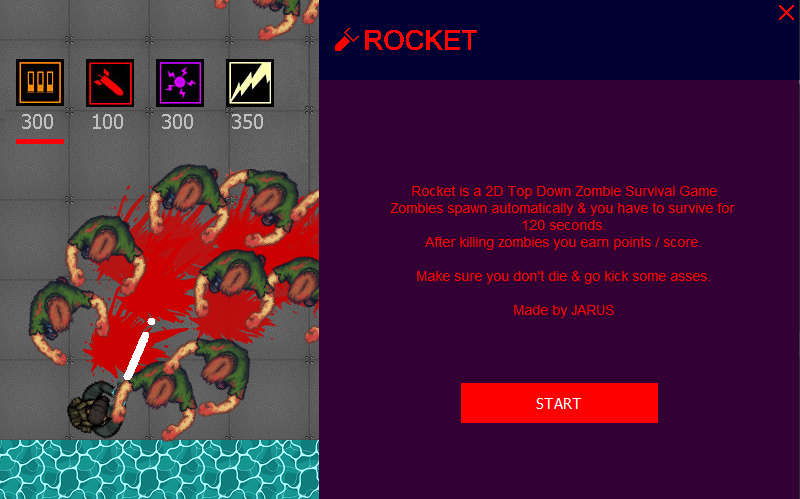 ROCKET
300 100 300 350
Rocket is a 2D Top Down Zombie Survival Game.
Zombies spawn automatically & you have to survive for
120 seconds.
After killing zombies you earn points / score.
Make sure you don't die & go kick some asses.
Made by JARUS
START